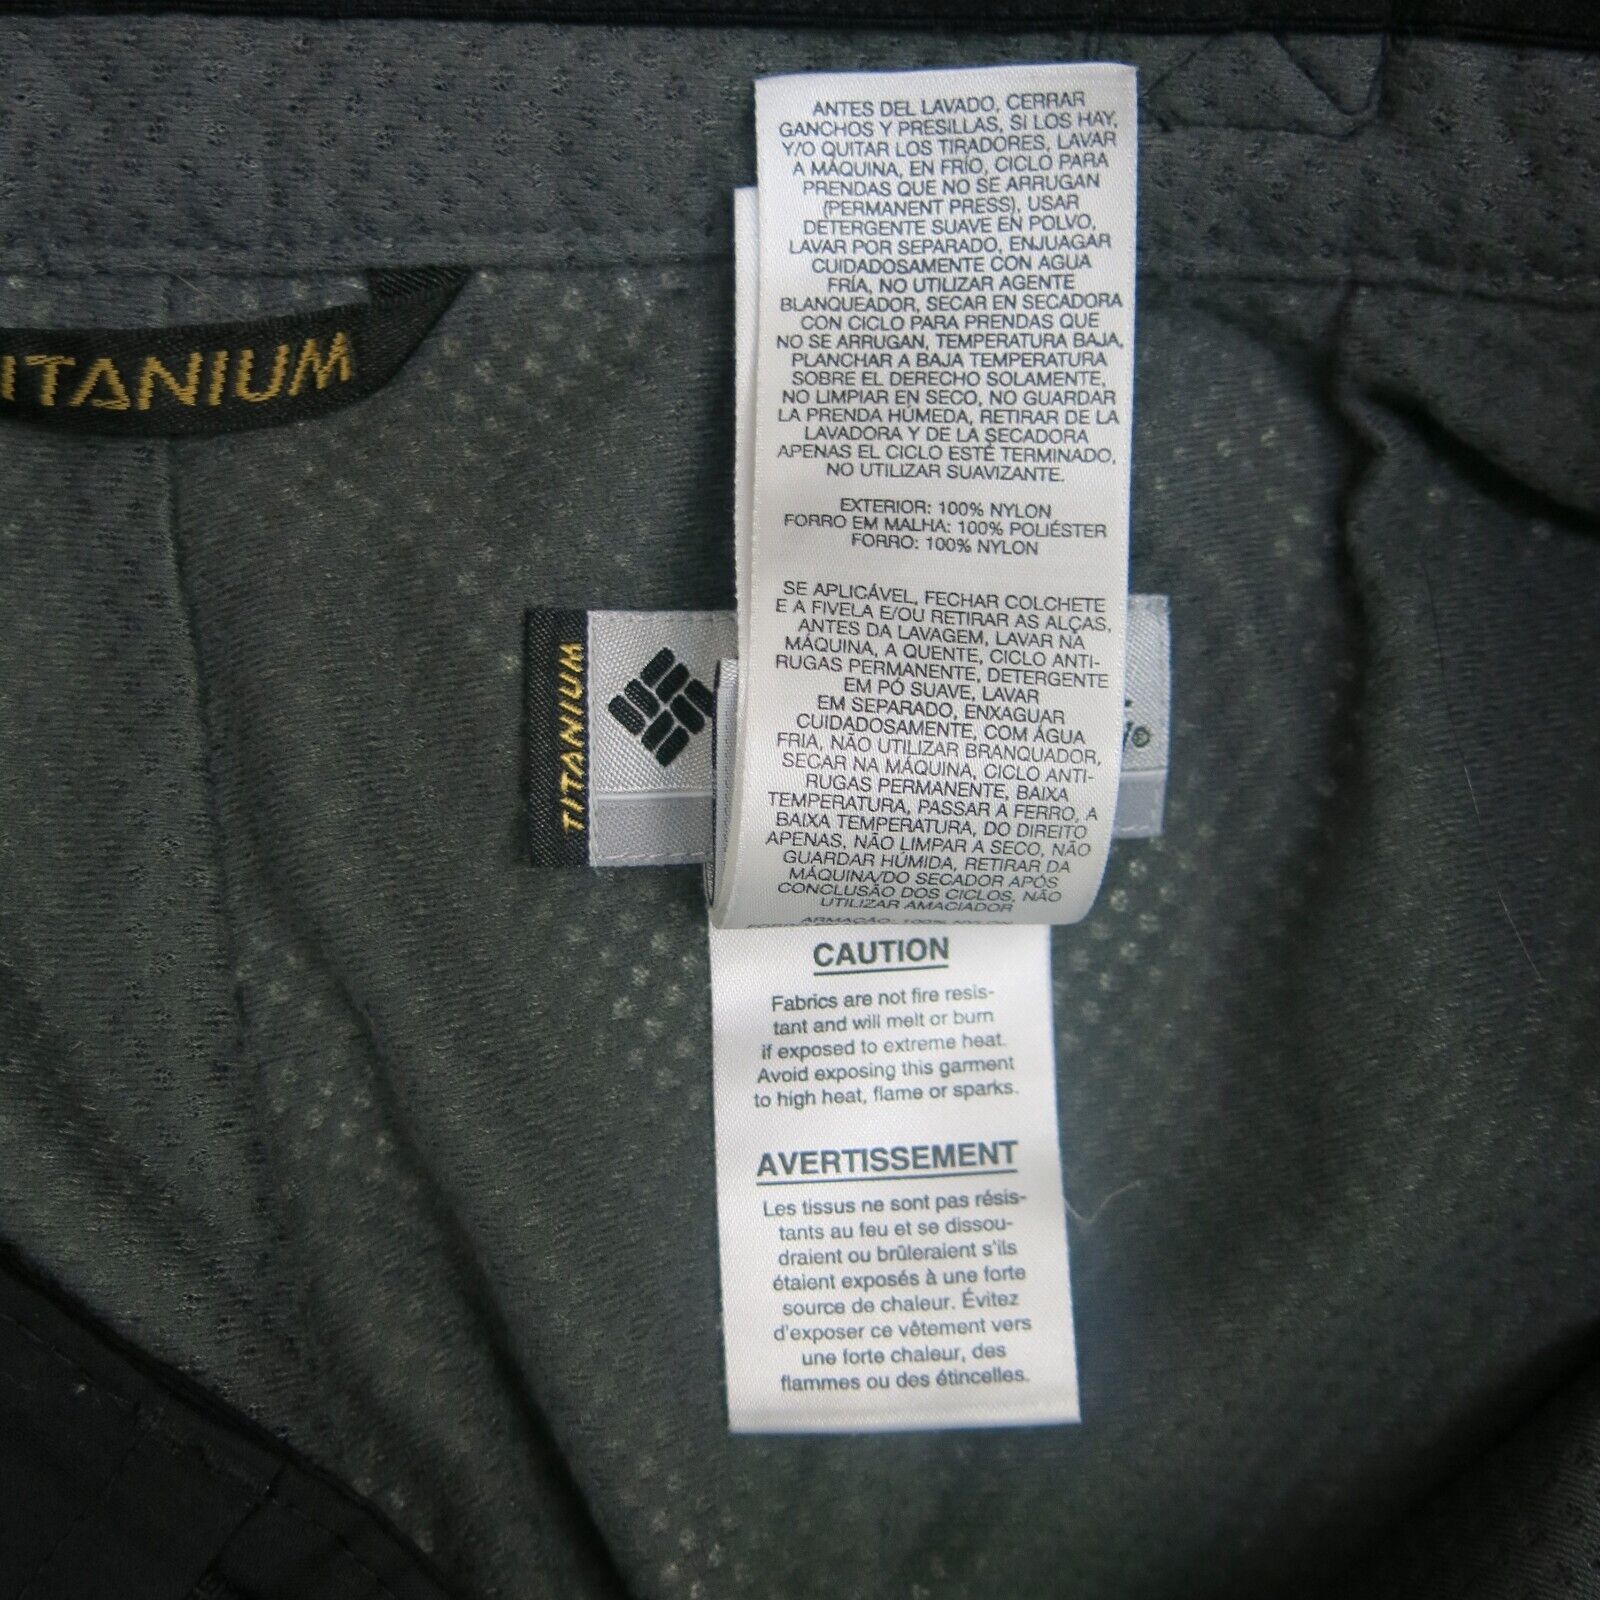 ANTES DEL LAVADO, CERRAR
GANCHOS Y PRESILLAS, SI LOS HAY,
Y/O QUITAR LOS TIRADORES, LAVAR
A MÁQUINA, EN FRÍO, CICLO PARA
PRENDAS QUE NO SE ARRUGAN
(PERMANENT PRESS), USAR
DETERGENTE SUAVE EN POLVO,
LAVAR POR SEPARADO, ENJUAGAR
CUIDADOSAMENTE CON AGUA
FRÍA, NO UTILIZAR AGENTE
BLANQUEADOR, SECAR EN SECADORA
CON CICLO PARA PRENDAS QUE
NO SE ARRUGAN, TEMPERATURA BAJA,
PLANCHAR A BAJA TEMPERATURA
SOBRE EL DERECHO SOLAMENTE,
NO LIMPIAR EN SECO, NO GUARDAR
LA PRENDA HÚMEDA, RETIRAR DE LA
LAVADORA Y DE LA SECADORA
APENAS EL CICLO ESTÉ TERMINADO,
NO UTILIZAR SUAVIZANTE.
EXTERIOR: 100% NYLON
FORRO EM MALHA: 100% POLIÉSTER
FORRO: 100% NYLON
SE APLICÁVEL, FECHAR COLCHETE
E A FIVELA E/OU RETIRAR AS ALÇAS,
ANTES DA LAVAGEM, LAVAR NA
MÁQUINA, A QUENTE, CICLO ANTI-
RUGAS PERMANENTE, DETERGENTE
EM PÓ SUAVE, LAVAR
EM SEPARADO, ENXAGUAR
CUIDADOSAMENTE, COM ÁGUA
FRIA, NÃO UTILIZAR BRANQUADOR,
SECAR NA MÁQUINA, CICLO ANTI-
RUGAS PERMANENTE, BAIXA
TEMPERATURA, PASSAR A FERRO, A
BAIXA TEMPERATURA, DO DIREITO
APENAS, NÃO LIMPAR A SECO, NÃO
GUARDAR HÚMIDA, RETIRAR DA
MÁQUINA/DO SECADOR APÓS
CONCLUSÃO DOS CICLOS, NÃO
UTILIZAR AMACIADOR
ARMAÇÃO: 100% NYLON
ITANIUM
TITANIUM
CAUTION
Fabrics are not fire resis-
tant and will melt or burn
if exposed to extreme heat.
Avoid exposing this garment
to high heat, flame or sparks.
AVERTISSEMENT
Les tissus ne sont pas résis-
tants au feu et se dissou-
draient ou brûleraient s'ils
étaient exposés à une forte
source de chaleur. Évitez
d'exposer ce vêtement vers
une forte chaleur, des
flammes ou des étincelles.